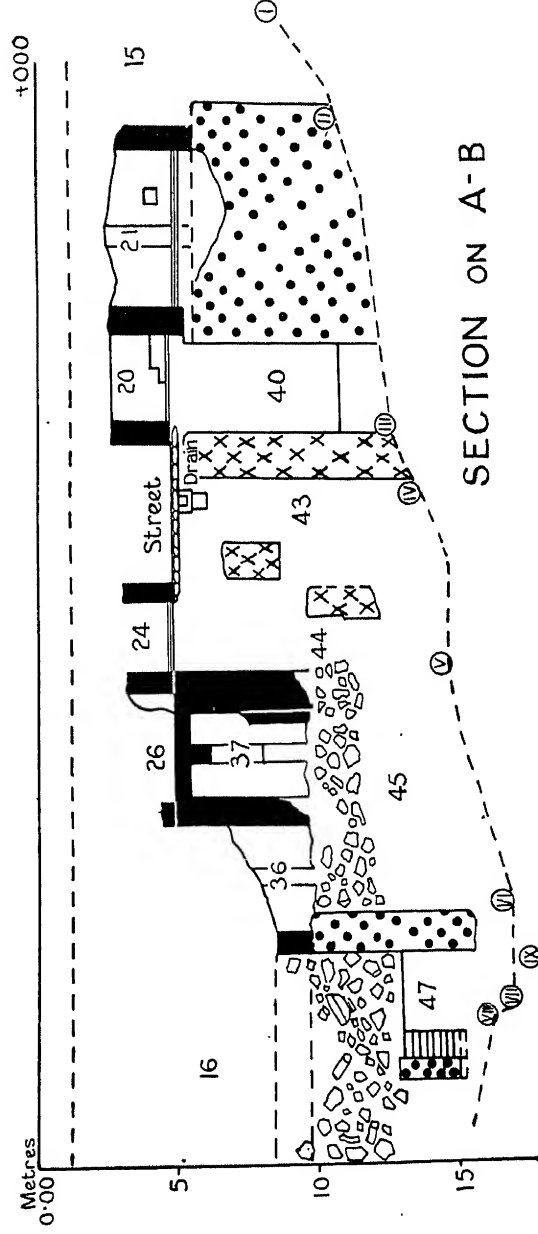 Metres
0.00
+000
5
10
15
15
16
20
21
24
26
Street
Drain
36
37
40
43
44
45
47
I
II
III
IV
V
VI
VII
VIII
IX
SECTION ON A-B